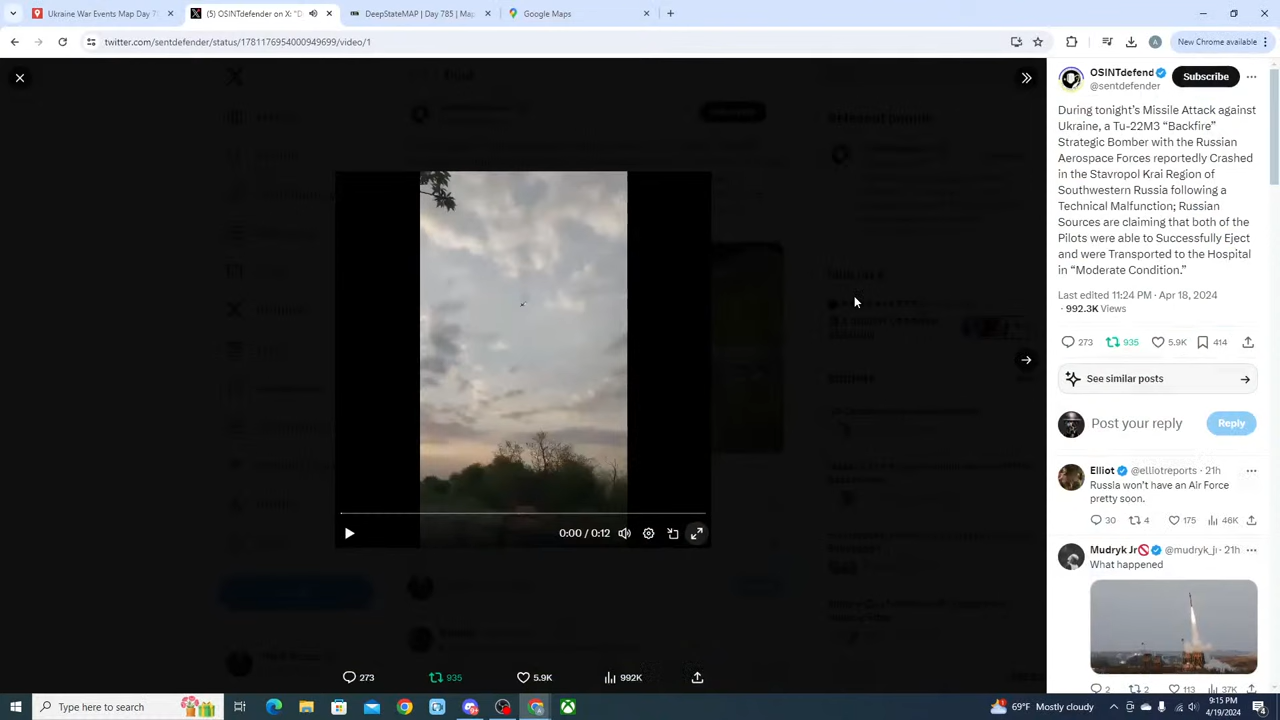 Ukraine War Events Map Day 7
(5) OSINTdefender on X: "D
DeepStateMAP | Day 785 | Ma
Google Maps
twitter.com/sentdefender/status/1781176954000949699/video/1
New Chrome available
OSINTdefend
@sentdefender
Subscribe
During tonight's Missile Attack against
Ukraine, a Tu-22M3 “Backfire”
Strategic Bomber with the Russian
Aerospace Forces reportedly Crashed
in the Stavropol Krai Region of
Southwestern Russia following a
Technical Malfunction; Russian
Sources are claiming that both of the
Pilots were able to Successfully Eject
and were Transported to the Hospital
in “Moderate Condition.”
Last edited 11:24 PM · Apr 18, 2024
· 992.3K Views
273 935 5.9K 414
See similar posts
Post your reply
Reply
Elliot @elliotreports · 21h
Russia won't have an Air Force
pretty soon.
30 4 175 46K
Mudryk Jr @mudryk_j · 21h
What happened
2 2 113 37K
0:00 / 0:12
273 935 5.9K 992K
Type here to search
69°F Mostly cloudy
9:15 PM
4/19/2024
4